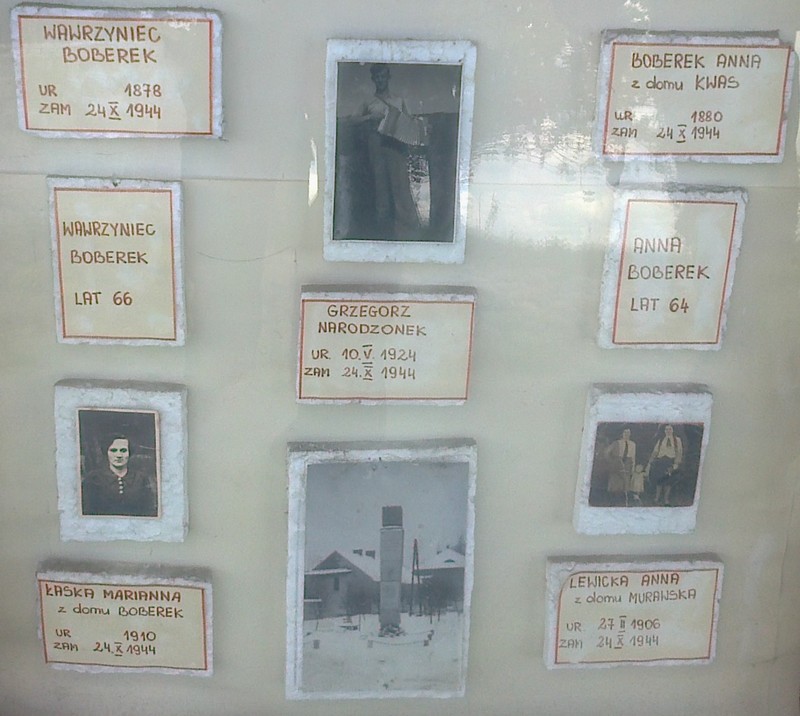 WAWRZYNIEC
BOBEREK
UR 1878
ZAM 24 X 1944
BOBEREK ANNA
z domu KWAS
UR 1880
ZAM 24 X 1944
WAWRZYNIEC
BOBEREK
LAT 66
ANNA
BOBEREK
LAT 64
GRZEGORZ
NARODZONEK
UR. 10.V. 1924
ZAM 24.X 1944
ŁASKA MARIANNA
z domu BOBEREK
UR 1910
ZAM 24.X 1944
LEWICKA ANNA
z domu MURAWSKA
UR 27 II 1906
ZAM 24 X 1944